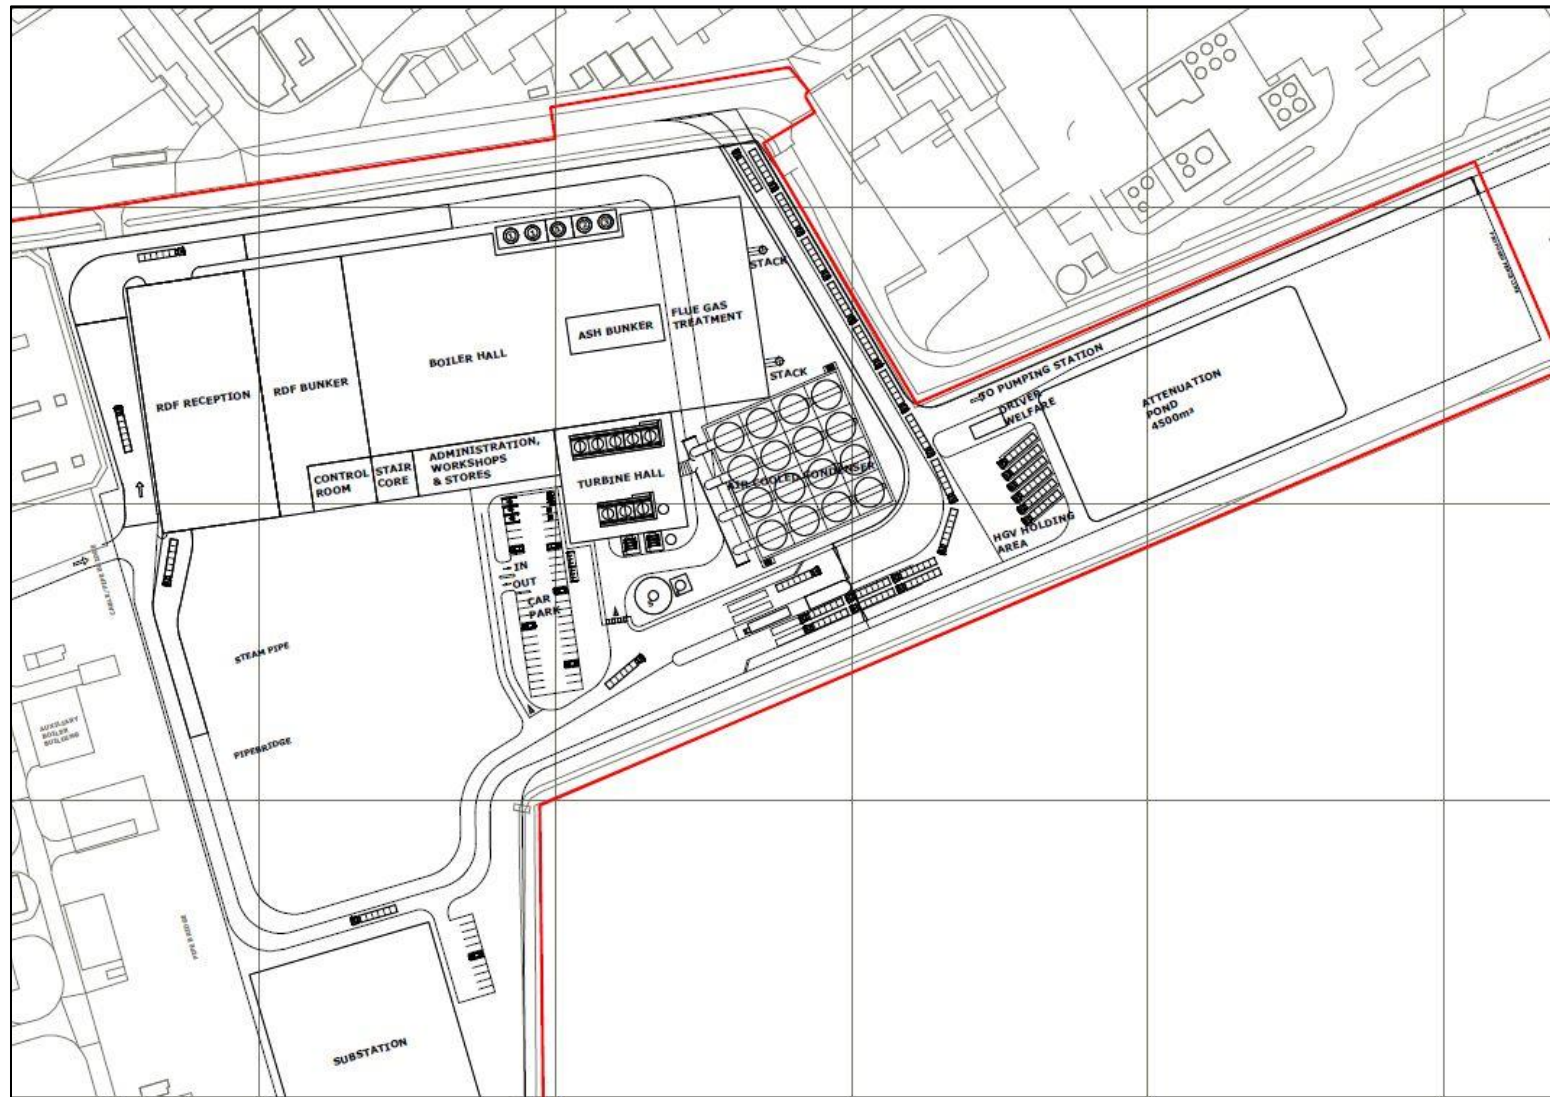 STACK
FLUE GAS
TREATMENT
ASH BUNKER
BOILER HALL
STACK
RDF RECEPTION
RDF BUNKER
TO PUMPING STATION
DRIVER
WELFARE
ATTENUATION
POND
4500m³
ADMINISTRATION,
WORKSHOPS
& STORES
CONTROL
ROOM
STAIR
CORE
TURBINE HALL
AIR COOLED CONDENSER
HGV HOLDING
AREA
IN
OUT
CAR
PARK
STEAM PIPE
AUXILIARY
BOILER
BUILDING
PIPEBRIDGE
PIPE BRIDGE
SUBSTATION